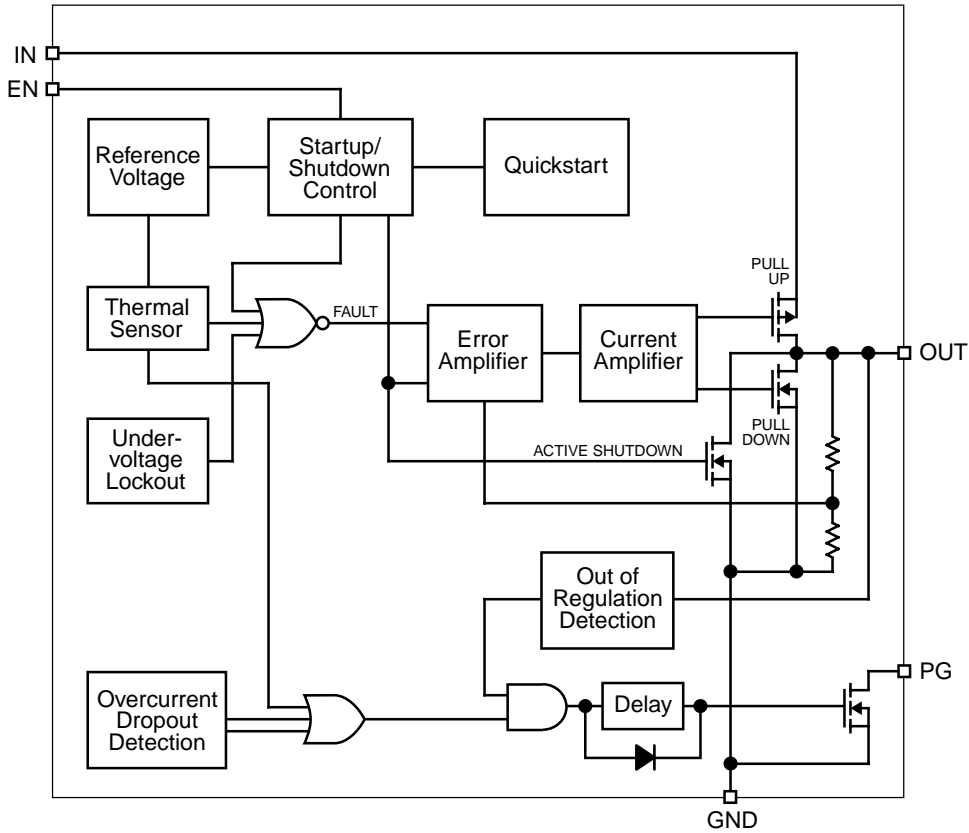 IN
EN
Reference
Voltage
Startup/
Shutdown
Control
Quickstart
PULL
UP
Thermal
Sensor
FAULT
Error
Amplifier
Current
Amplifier
OUT
Under-
voltage
Lockout
ACTIVE SHUTDOWN
PULL
DOWN
Out of
Regulation
Detection
Overcurrent
Dropout
Detection
Delay
PG
GND